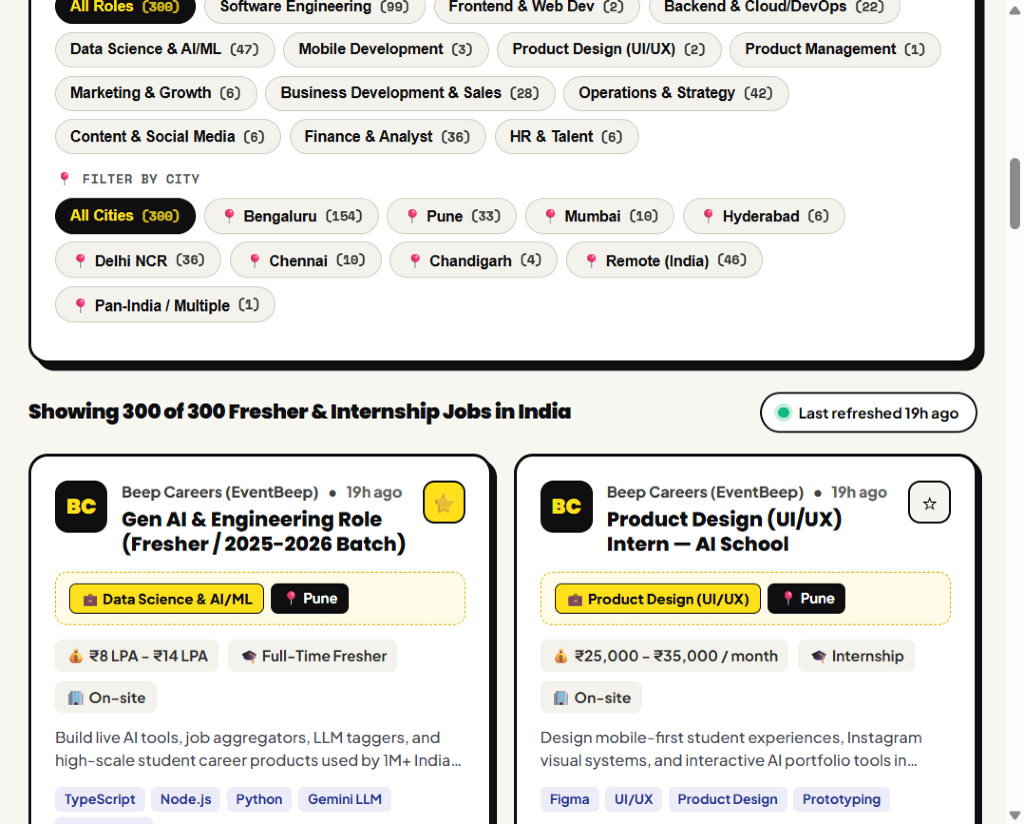 All Roles (300) Software Engineering (99) Frontend & Web Dev (2) Backend & Cloud/DevOps (22)
Data Science & AI/ML (47) Mobile Development (3) Product Design (UI/UX) (2) Product Management (1)
Marketing & Growth (6) Business Development & Sales (28) Operations & Strategy (42)
Content & Social Media (6) Finance & Analyst (36) HR & Talent (6)
FILTER BY CITY
All Cities (300) Bengaluru (154) Pune (33) Mumbai (10) Hyderabad (6)
Delhi NCR (36) Chennai (10) Chandigarh (4) Remote (India) (46)
Pan-India / Multiple (1)
Showing 300 of 300 Fresher & Internship Jobs in India
Last refreshed 19h ago
BC
Beep Careers (EventBeep) • 19h ago
Gen AI & Engineering Role
(Fresher / 2025-2026 Batch)
Data Science & AI/ML Pune
₹8 LPA - ₹14 LPA Full-Time Fresher
On-site
Build live AI tools, job aggregators, LLM taggers, and
high-scale student career products used by 1M+ India...
TypeScript Node.js Python Gemini LLM
BC
Beep Careers (EventBeep) • 19h ago
Product Design (UI/UX)
Intern — AI School
Product Design (UI/UX) Pune
₹25,000 - ₹35,000 / month Internship
On-site
Design mobile-first student experiences, Instagram
visual systems, and interactive AI portfolio tools in...
Figma UI/UX Product Design Prototyping